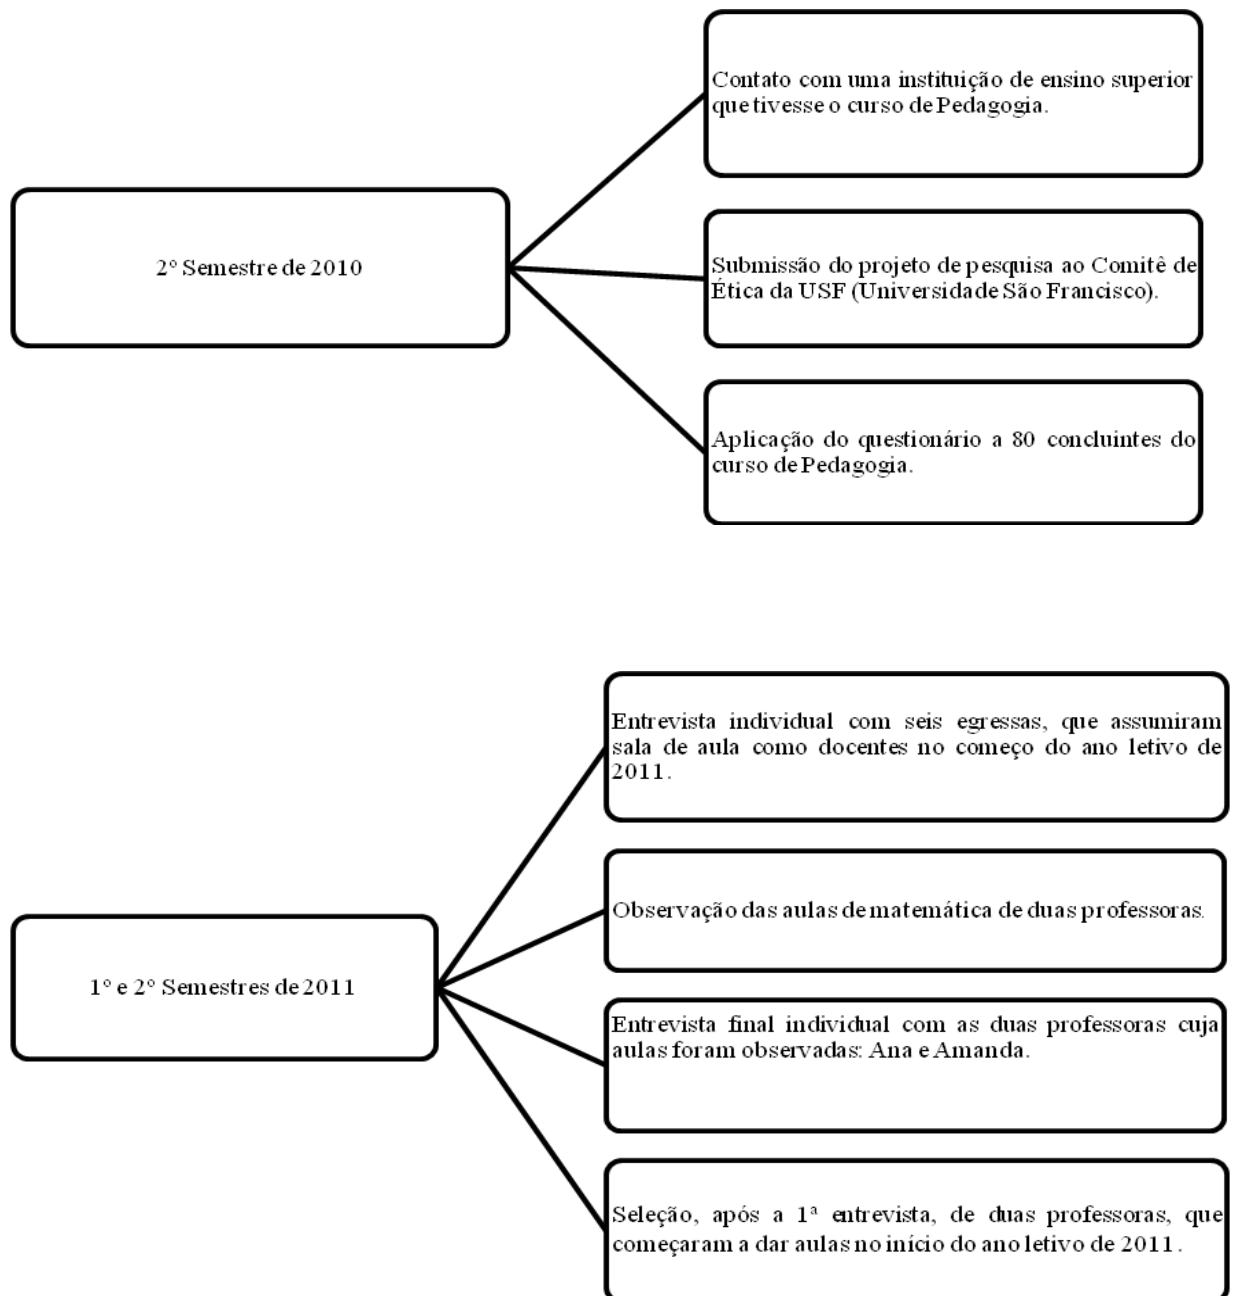 2º Semestre de 2010
Contato com uma instituição de ensino superior
que tivesse o curso de Pedagogia.
Submissão do projeto de pesquisa ao Comitê de
Ética da USF (Universidade São Francisco).
Aplicação do questionário a 80 concluintes do
curso de Pedagogia.
1º e 2º Semestres de 2011
Entrevista individual com seis egressas, que assumiram
sala de aula como docentes no começo do ano letivo de
2011.
Observação das aulas de matemática de duas professoras.
Entrevista final individual com as duas professoras cuja
aulas foram observadas: Ana e Amanda.
Seleção, após a 1ª entrevista, de duas professoras, que
começaram a dar aulas no início do ano letivo de 2011.